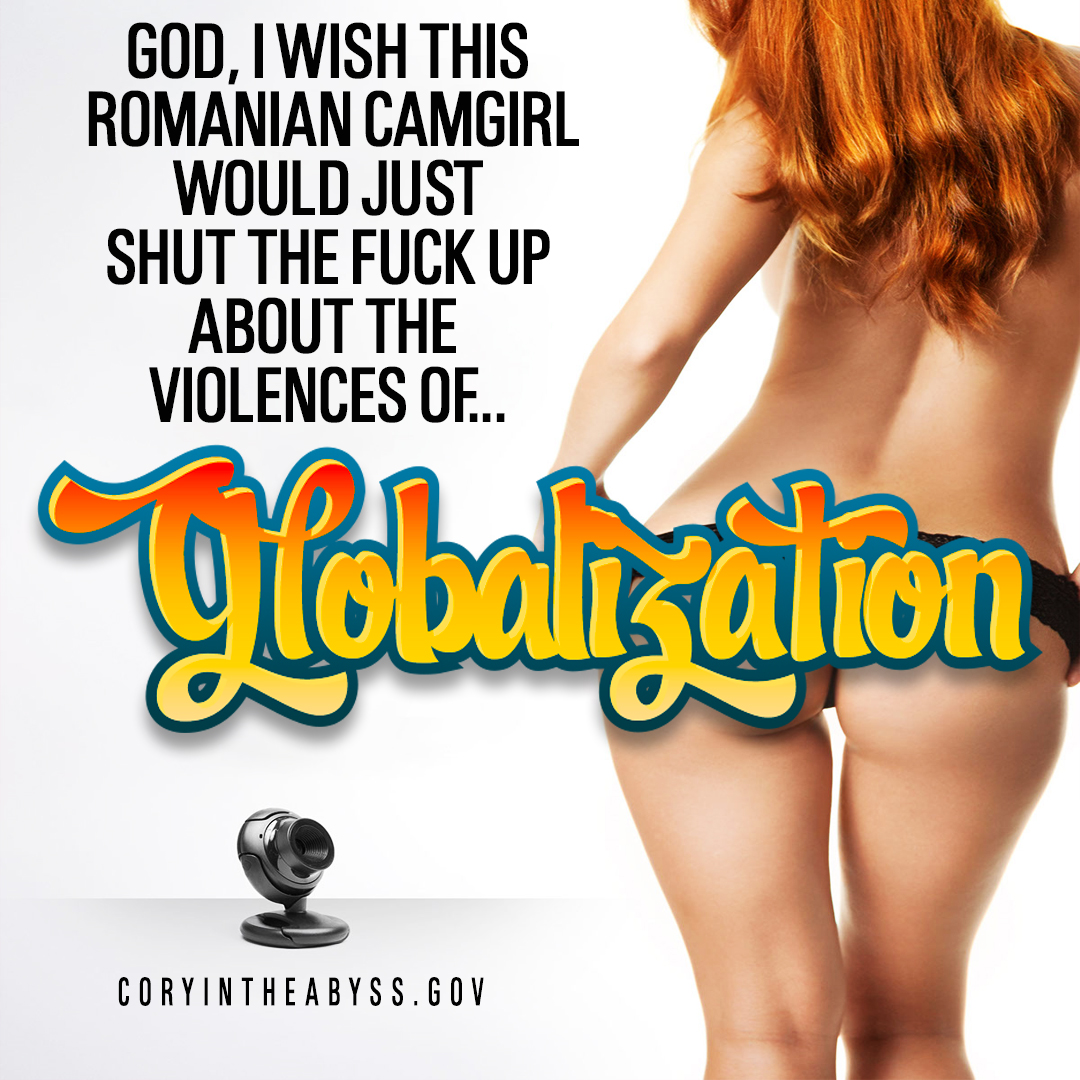 GOD, I WISH THIS
ROMANIAN CAMGIRL
WOULD JUST
SHUT THE FUCK UP
ABOUT THE
VIOLENCES OF...
Globalization
CORYINTHEABYSS.GOV